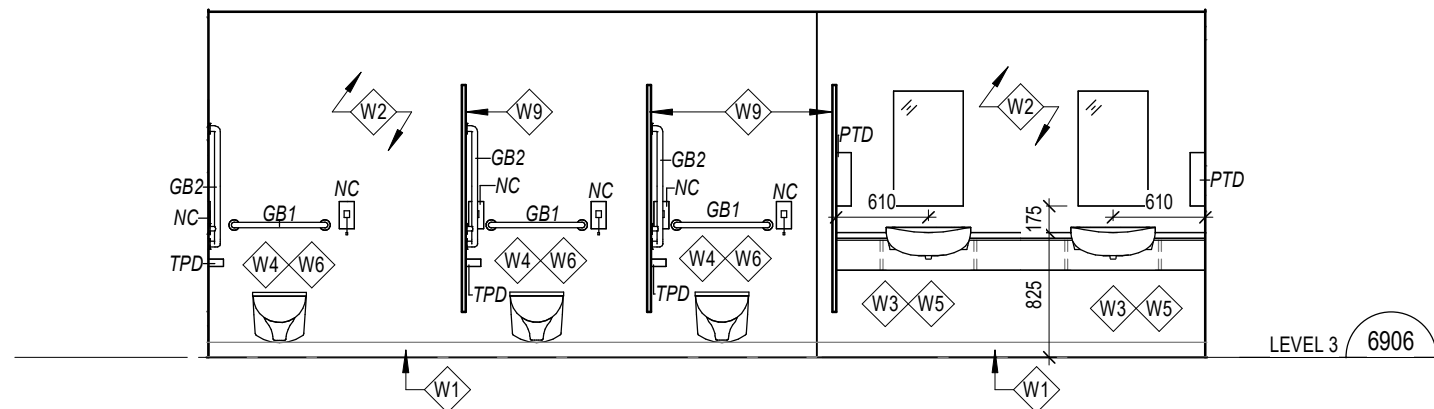 W2
W9
W9
W2
PTD
GB2
NC
GB1
NC
TPD
W4 W6
GB2
NC
GB1
NC
W4 W6
TPD
GB2
NC
GB1
NC
W4 W6
TPD
610
175
610
PTD
825
W3 W5
W3 W5
W1
W1
LEVEL 3
6906